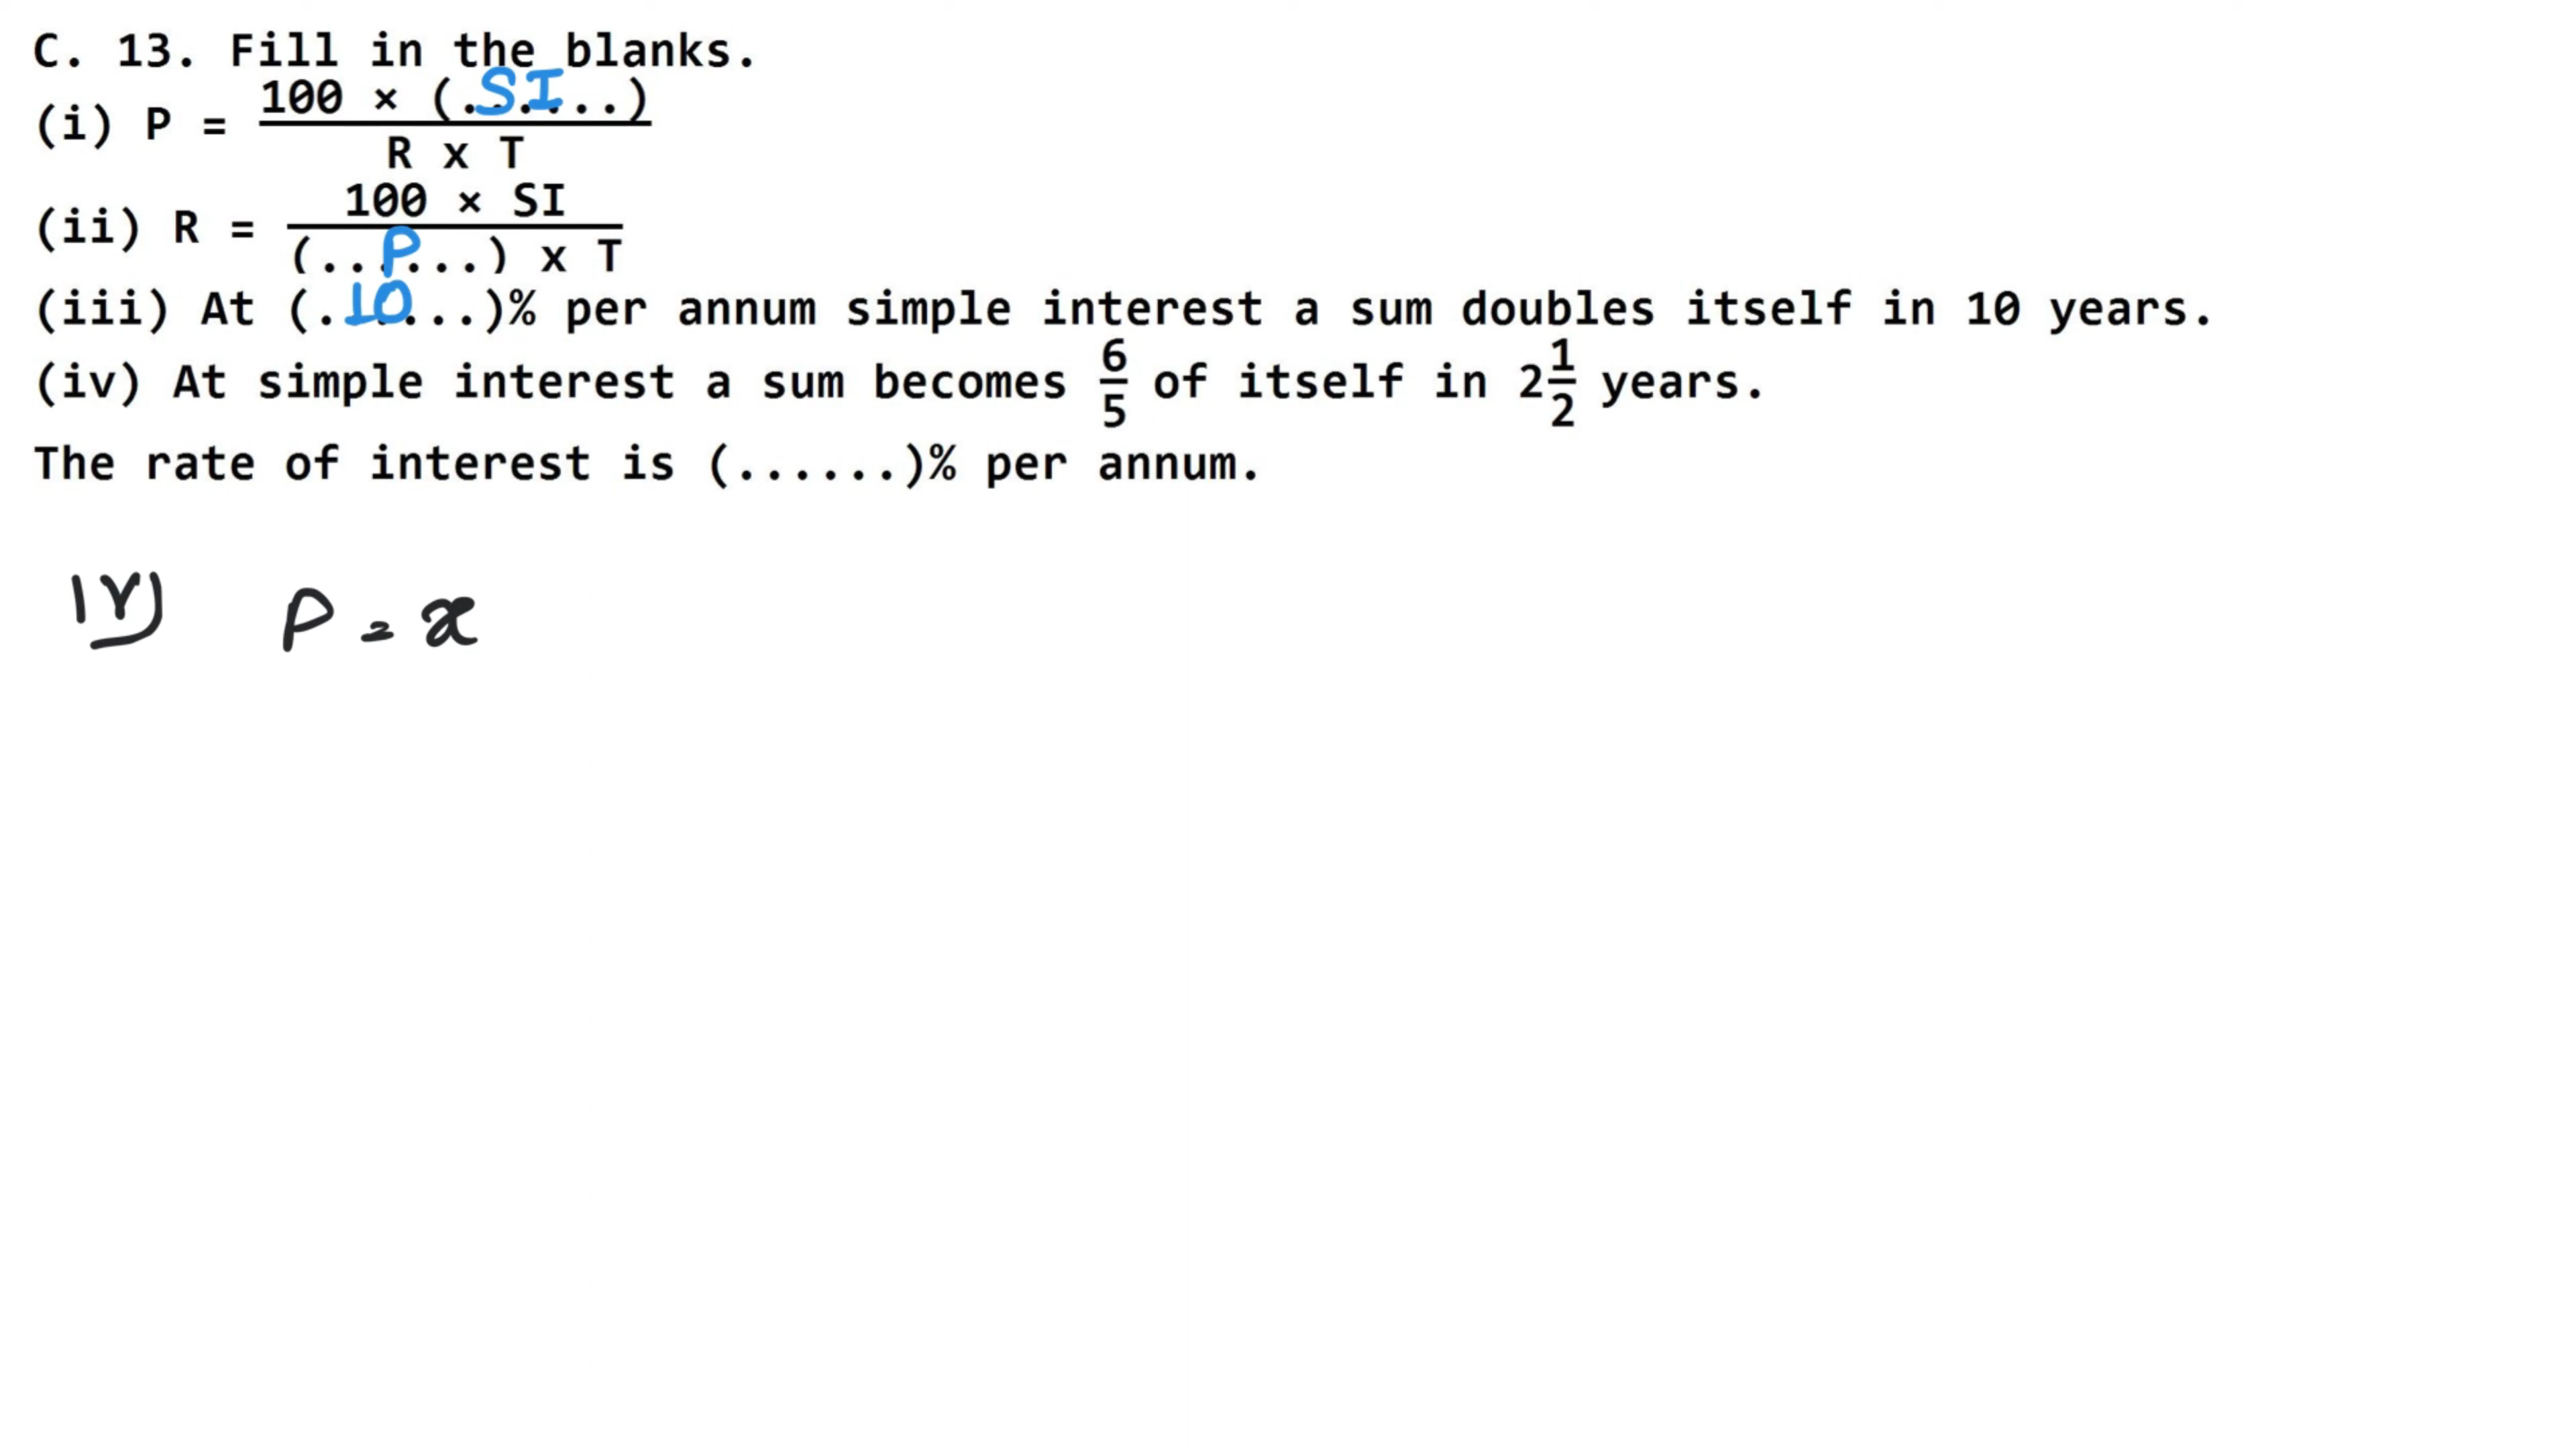 C. 13. Fill in the blanks.
(i) P = 100 × (.SI..)
R x T
(ii) R = 100 × SI
(..P...) x T
(iii) At (.10...)% per annum simple interest a sum doubles itself in 10 years.
(iv) At simple interest a sum becomes 6/5 of itself in 2 1/2 years.
The rate of interest is (......)% per annum.
iv) P = x